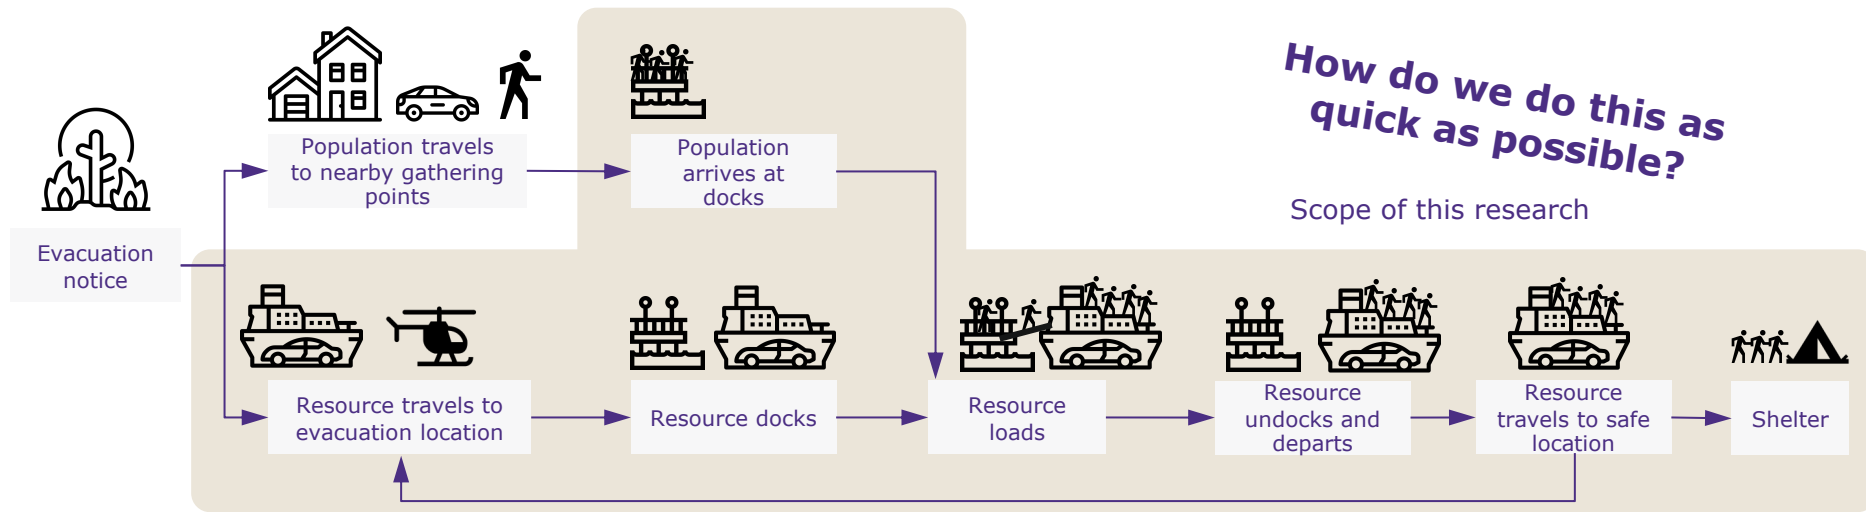 How do we do this as
quick as possible?
Scope of this research
Evacuation
notice
Population travels
to nearby gathering
points
Population
arrives at
docks
Resource travels to
evacuation location
Resource docks
Resource
loads
Resource
undocks and
departs
Resource
travels to safe
location
Shelter